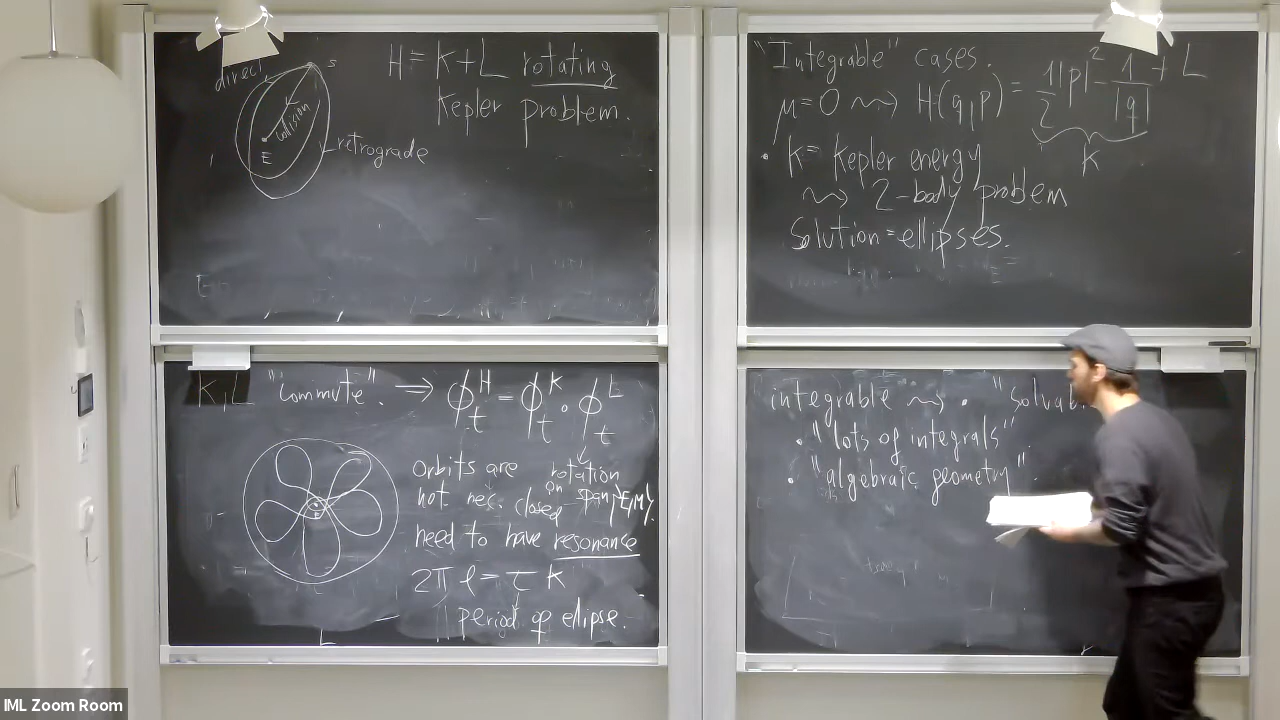 direct
S
collision
E
retrograde
H = K + L rotating
Kepler problem.
"Integrable" cases.
μ = 0 ⇝ H(q,p) = 1/2 |p|² - 1/|q| + L
K
• K = Kepler energy
⇝ 2-body problem
Solution = ellipses.
K, L "commute". ⟹ ϕ_t^H = ϕ_t^K ∘ ϕ_t^L
orbits are
not nec. closed
rotation
on span{E,M}.
need to have resonance
2π ℓ = τ k
period of ellipse.
E
integrable ⇝ •
• "lots of integrals"
• "algebraic geometry".
IML Zoom Room